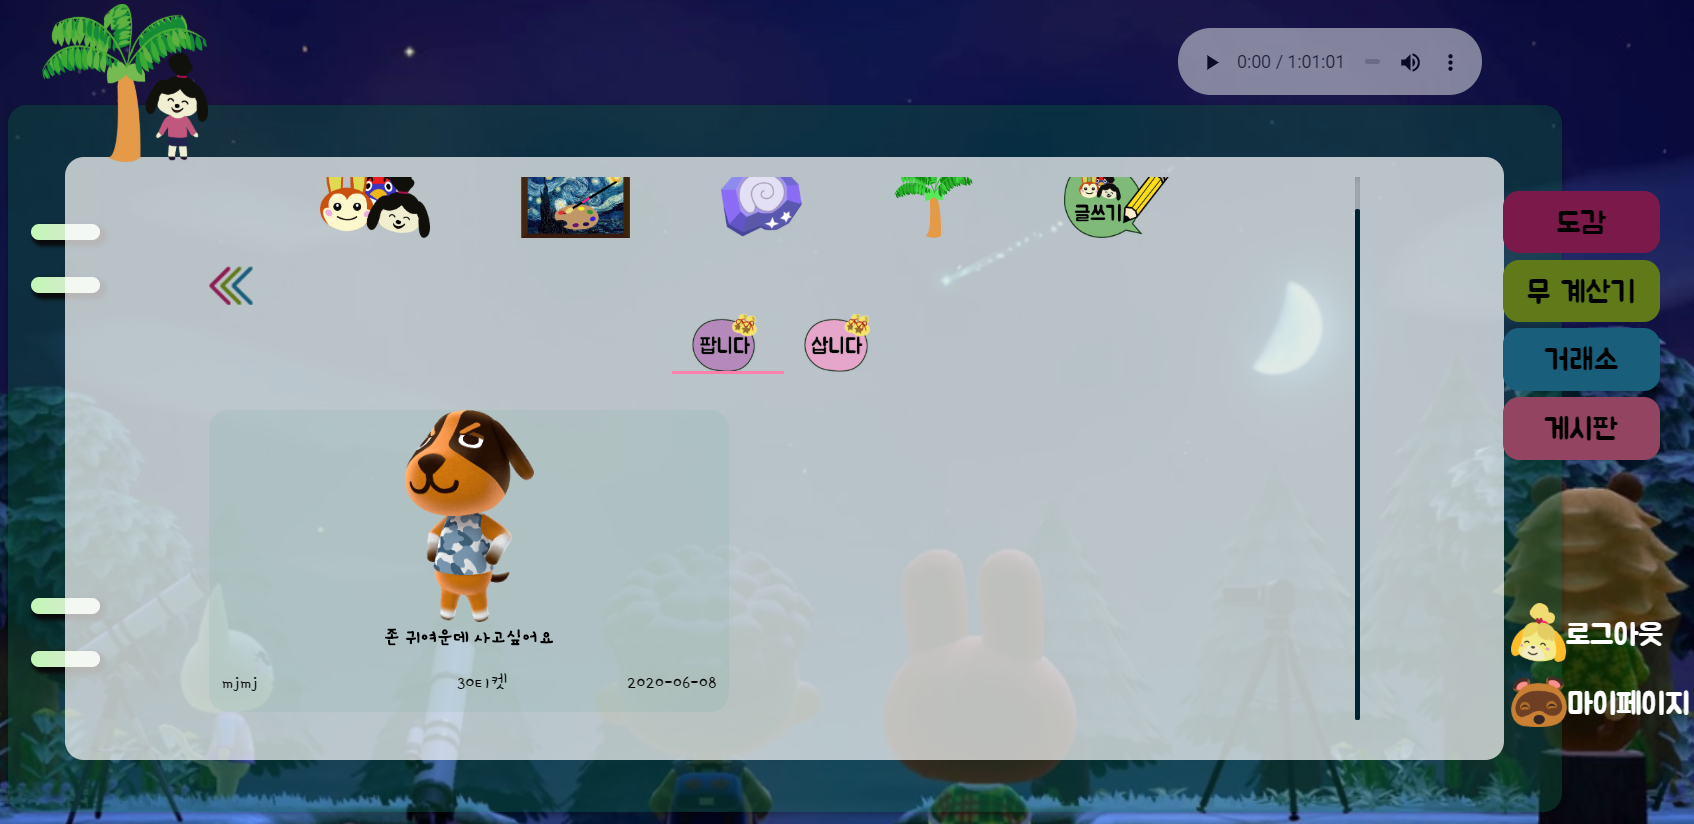 0:00 / 1:01:01
글쓰기
팝니다
삽니다
존 귀여운데 사고싶어요
mjmj
30티켓
2020-06-08
도감
무 계산기
거래소
게시판
로그아웃
마이페이지